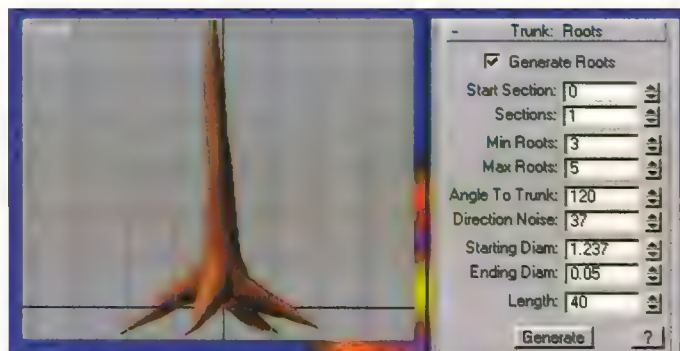 - Trunk: Roots
Generate Roots
Start Section: 0
Sections: 1
Min Roots: 3
Max Roots: 5
Angle To Trunk: 120
Direction Noise: 37
Starting Diam: 1.237
Ending Diam: 0.05
Length: 40
Generate ?